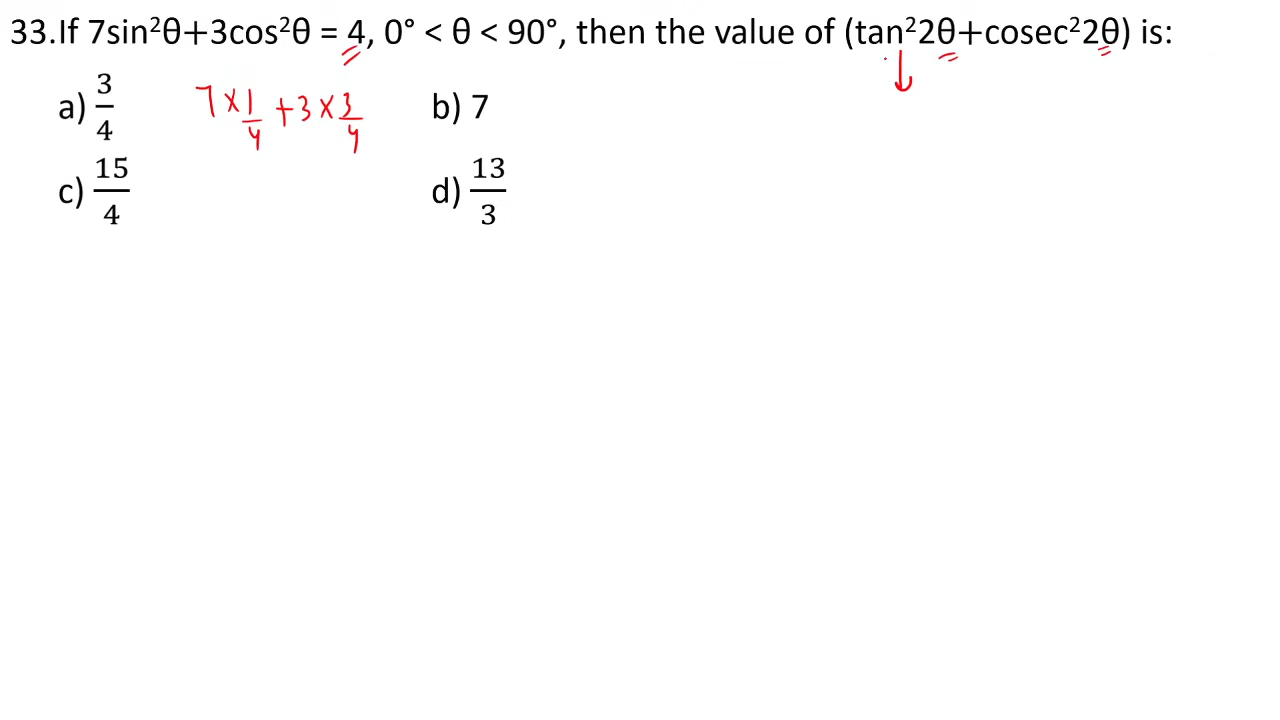 33.If 7sin²θ+3cos²θ = 4, 0° < θ < 90°, then the value of (tan²2θ+cosec²2θ) is:
a) 3/4 7 × 1/4 + 3 × 3/4 b) 7
c) 15/4 d) 13/3